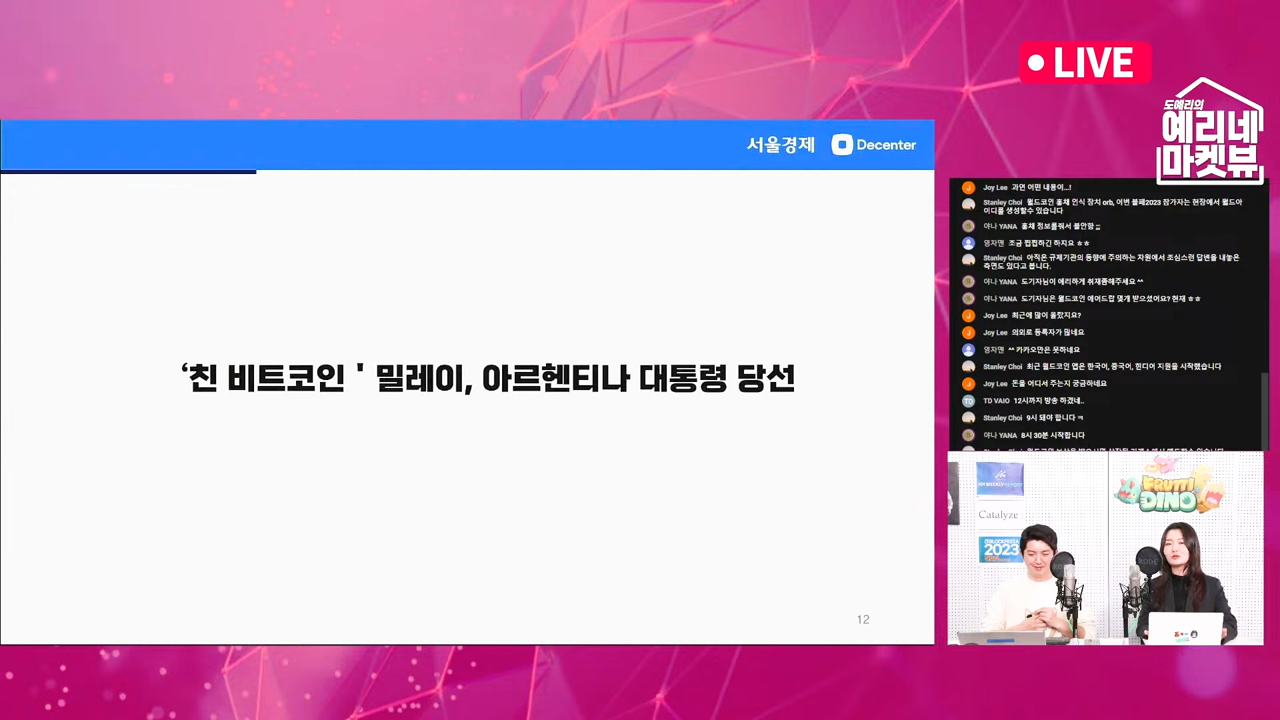 LIVE
도예리의
예리네
마켓뷰
서울경제 Decenter
‘친 비트코인 ' 밀레이, 아르헨티나 대통령 당선
12
Joy Lee 과연 어떤 내용이...!
Stanley Choi 월드코인 홍채 인식 장치 orb, 이번 블페2023 참가자는 현장에서 월드아
이디를 생성할수 있습니다
야나 YANA 홍채 정보를줘서 불안함 ;;
영자맨 조금 찝찝하긴 하지요 ㅎㅎ
Stanley Choi 아직은 규제기관의 동향에 주의하는 차원에서 조심스런 답변을 내놓은
측면도 있다고 봅니다.
야나 YANA 도기자님이 예리하게 취재좀해주세요 ^^
야나 YANA 도기자님은 월드코인 에어드랍 몇개 받으셨어요? 현재 ㅎㅎ
Joy Lee 최근에 많이 올랐지요?
Joy Lee 의외로 등록자가 많네요
영자맨 ^^ 카카오만은 못하네요
Stanley Choi 최근 월드코인 앱은 한국어, 중국어, 힌디어 지원을 시작했습니다
Joy Lee 돈을 어디서 주는지 궁금하네요
TD VAIO 12시까지 방송 하겠네..
Stanley Choi 9시 돼야 합니다 ㅋ
야나 YANA 8시 30분 시작합니다
Catalyze
2023
FRUTTI
DINO
RODE